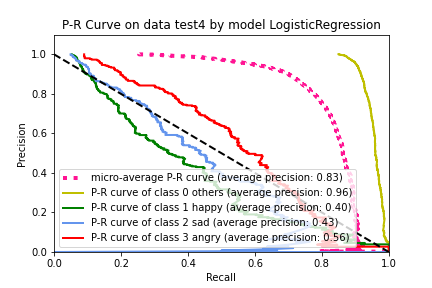 P-R Curve on data test4 by model LogisticRegression
1.0
0.8
0.6
0.4
0.2
0.0
Precision
micro-average P-R curve (average precision: 0.83)
P-R curve of class 0 others (average precision: 0.96)
P-R curve of class 1 happy (average precision: 0.40)
P-R curve of class 2 sad (average precision: 0.43)
P-R curve of class 3 angry (average precision: 0.56)
0.0 0.2 0.4 0.6 0.8 1.0
Recall